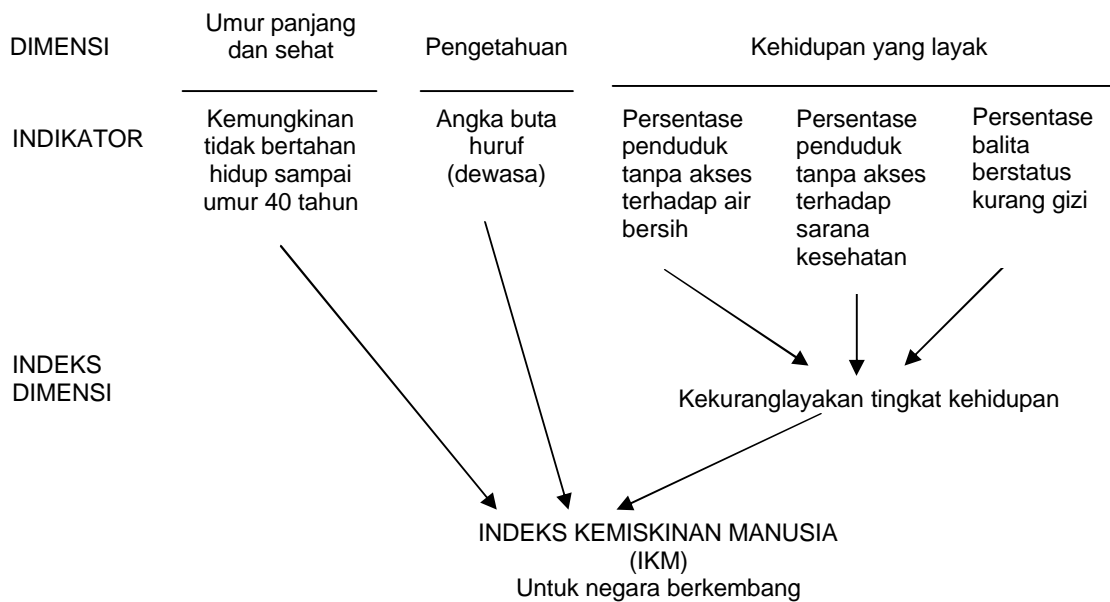 DIMENSI
Umur panjang
dan sehat
Pengetahuan
Kehidupan yang layak
INDIKATOR
Kemungkinan
tidak bertahan
hidup sampai
umur 40 tahun
Angka buta
huruf
(dewasa)
Persentase
penduduk
tanpa akses
terhadap air
bersih
Persentase
penduduk
tanpa akses
terhadap
sarana
kesehatan
Persentase
balita
berstatus
kurang gizi
INDEKS
DIMENSI
Kekuranglayakan tingkat kehidupan
INDEKS KEMISKINAN MANUSIA
(IKM)
Untuk negara berkembang